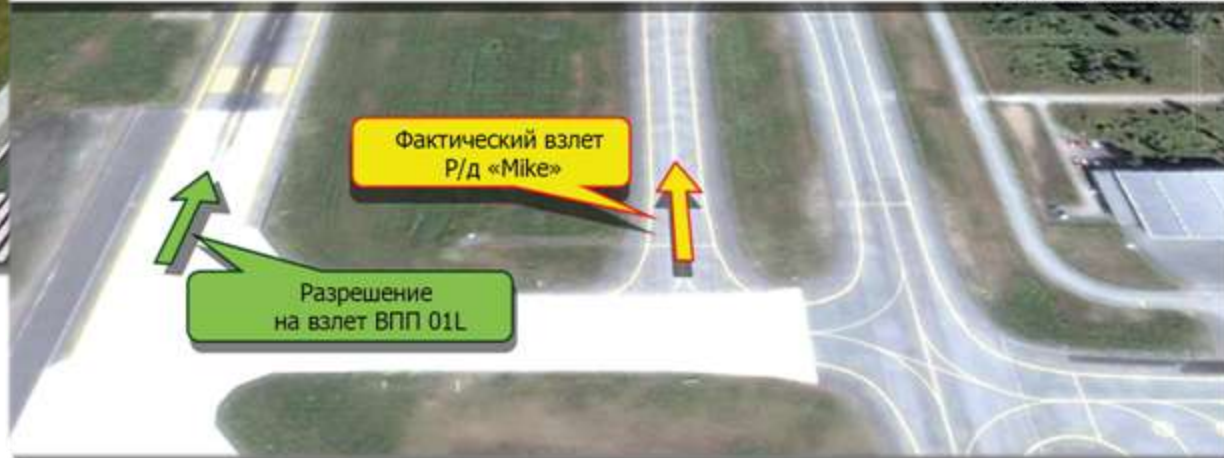 Фактический взлет
Р/д «Mike»
Разрешение
на взлет ВПП 01L